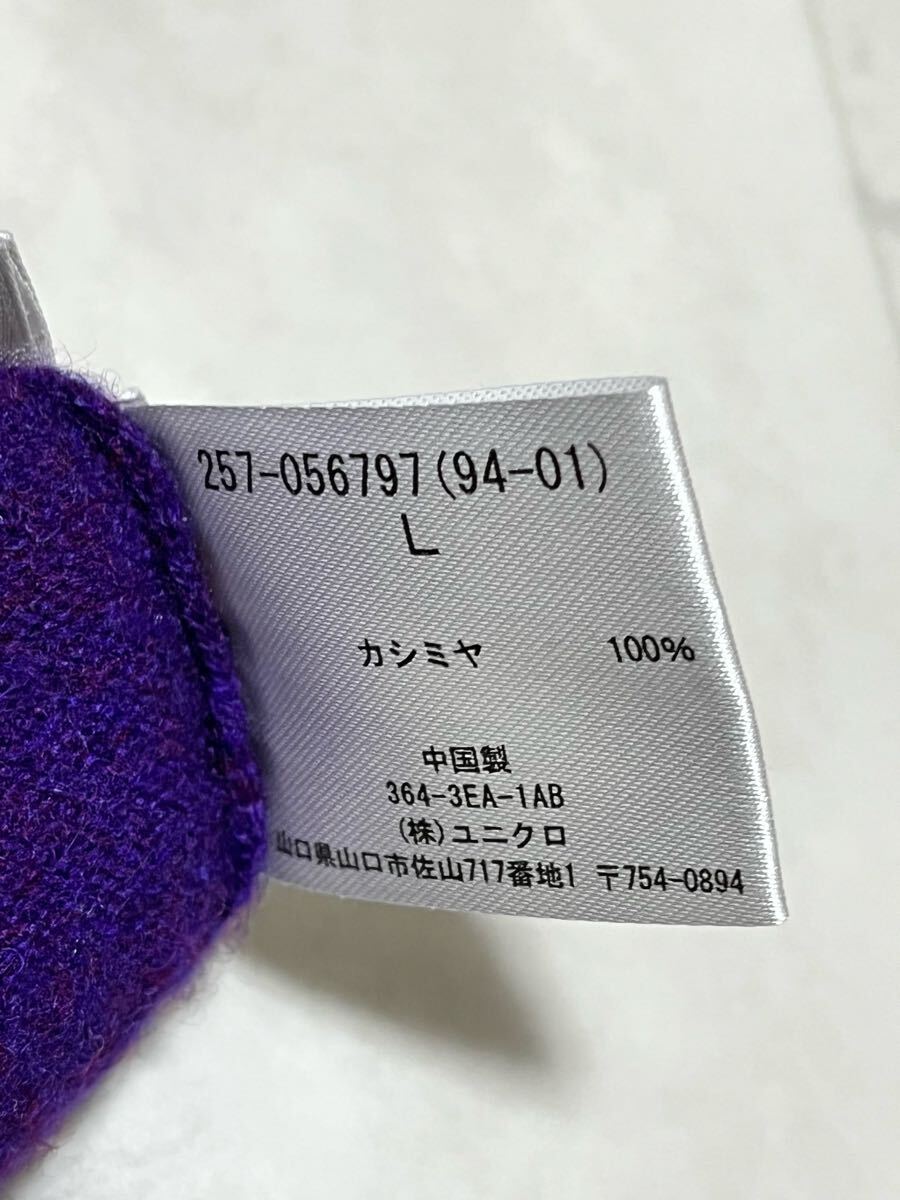 257-056797(94-01)
L
カシミヤ 100%
中国製
364-3EA-1AB
(株)ユニクロ
山口県山口市佐山717番地1 〒754-0894